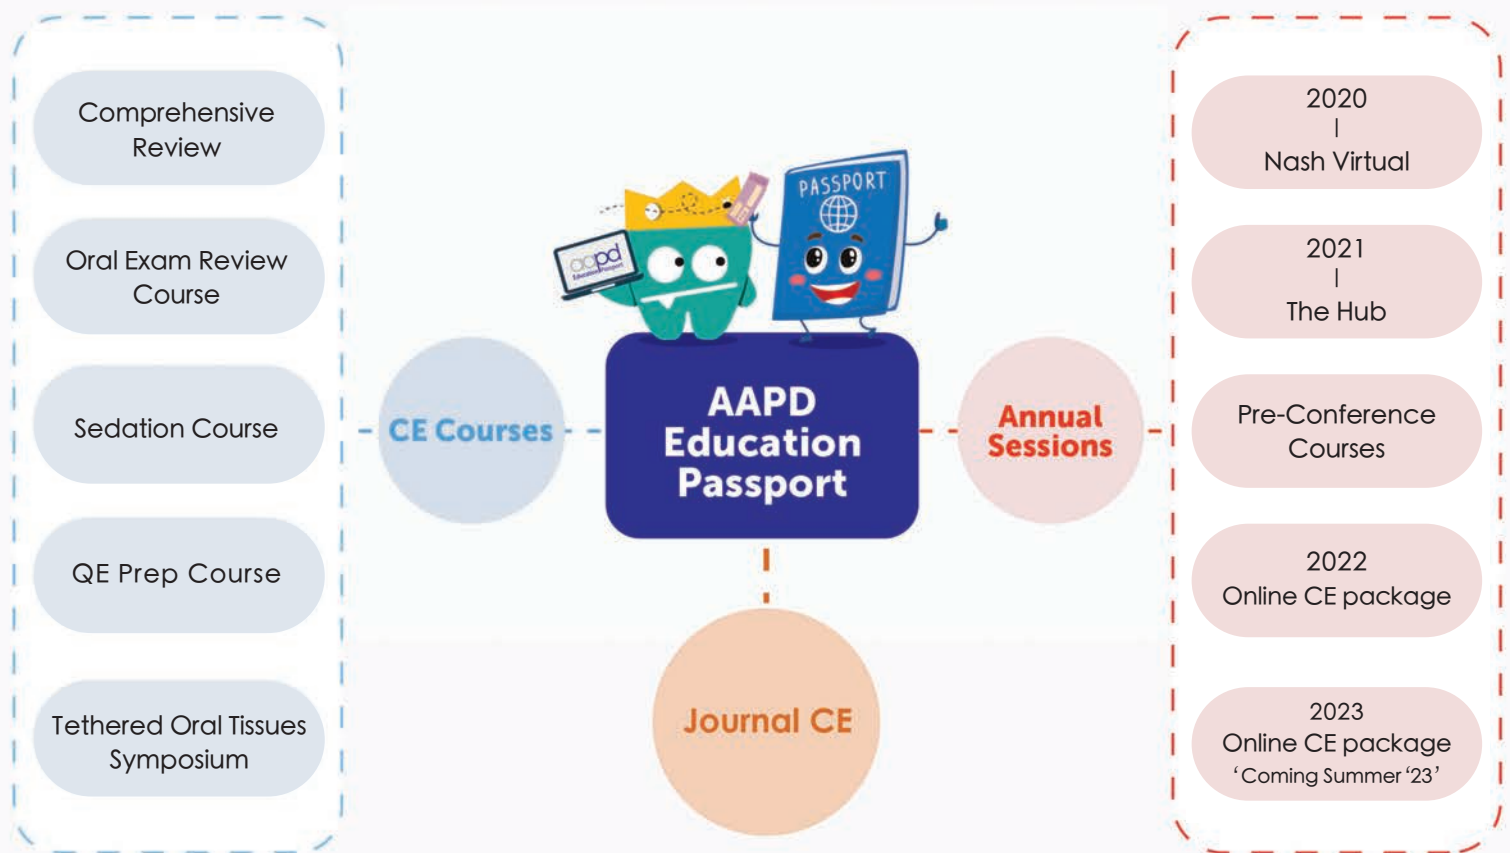 Comprehensive
Review
Oral Exam Review
Course
Sedation Course
QE Prep Course
Tethered Oral Tissues
Symposium
CE Courses
aapd
Education Passport
PASSPORT
AAPD
Education
Passport
Journal CE
Annual
Sessions
2020
|
Nash Virtual
2021
|
The Hub
Pre-Conference
Courses
2022
Online CE package
2023
Online CE package
‘Coming Summer ‘23’